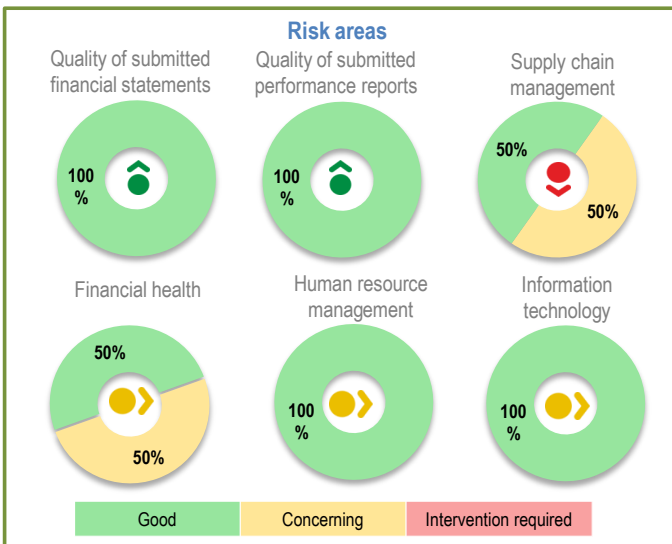 Risk areas
Quality of submitted
financial statements
Quality of submitted
performance reports
Supply chain
management
100
%
100
%
50%
50%
Financial health
Human resource
management
Information
technology
50%
50%
100
%
100
%
Good
Concerning
Intervention required